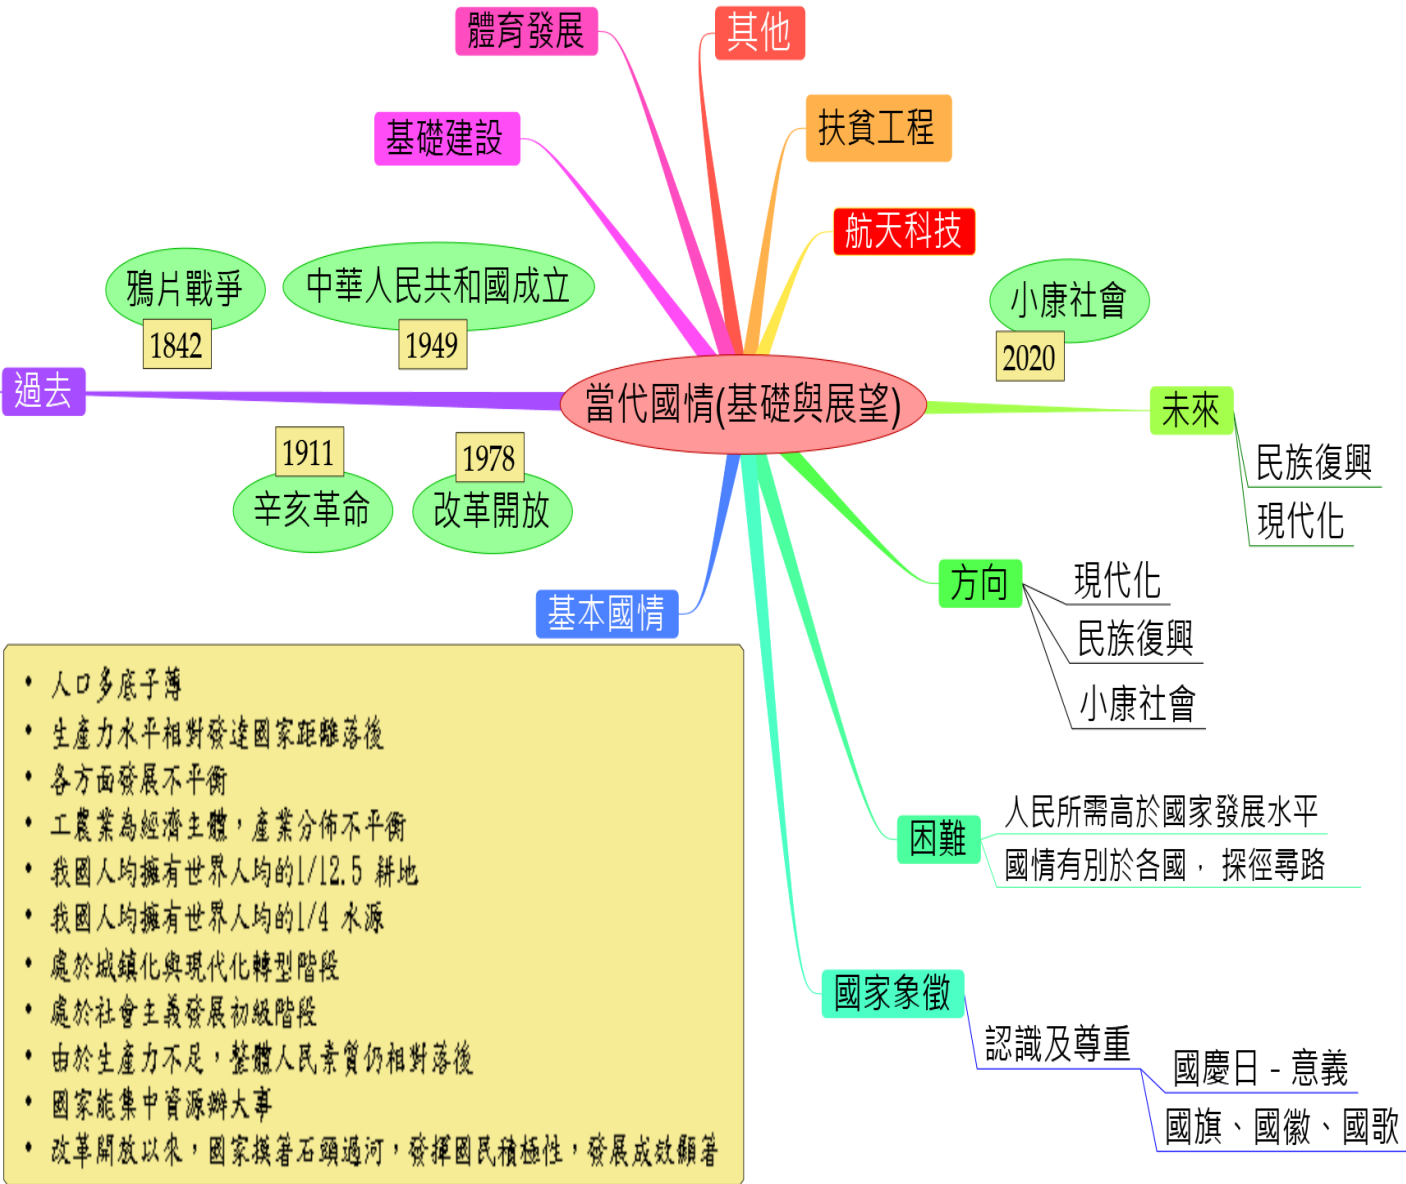 體育發展
其他
基礎建設
扶貧工程
航天科技
鴉片戰爭
1842
中華人民共和國成立
1949
小康社會
2020
過去
當代國情(基礎與展望)
未來
民族復興
現代化
1911
辛亥革命
1978
改革開放
方向
現代化
民族復興
小康社會
基本國情
• 人口多底子薄
• 生產力水平相對發達國家距離落後
• 各方面發展不平衡
• 工農業為經濟主體，產業分佈不平衡
• 我國人均擁有世界人均的1/12.5 耕地
• 我國人均擁有世界人均的1/4 水源
• 處於城鎮化與現代化轉型階段
• 處於社會主義發展初級階段
• 由於生產力不足，整體人民素質仍相對落後
• 國家能集中資源辦大事
• 改革開放以來，國家摸著石頭過河，發揮國民積極性，發展成效顯著
困難
人民所需高於國家發展水平
國情有別於各國， 探徑尋路
國家象徵
認識及尊重
國慶日 - 意義
國旗、國徽、國歌